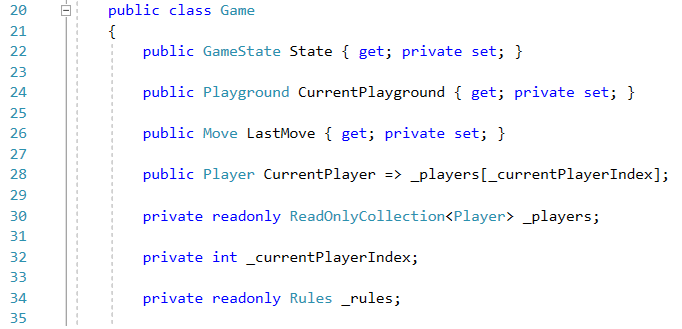 20 public class Game
21 {
22 public GameState State { get; private set; }
23
24 public Playground CurrentPlayground { get; private set; }
25
26 public Move LastMove { get; private set; }
27
28 public Player CurrentPlayer => _players[_currentPlayerIndex];
29
30 private readonly ReadOnlyCollection<Player> _players;
31
32 private int _currentPlayerIndex;
33
34 private readonly Rules _rules;
35